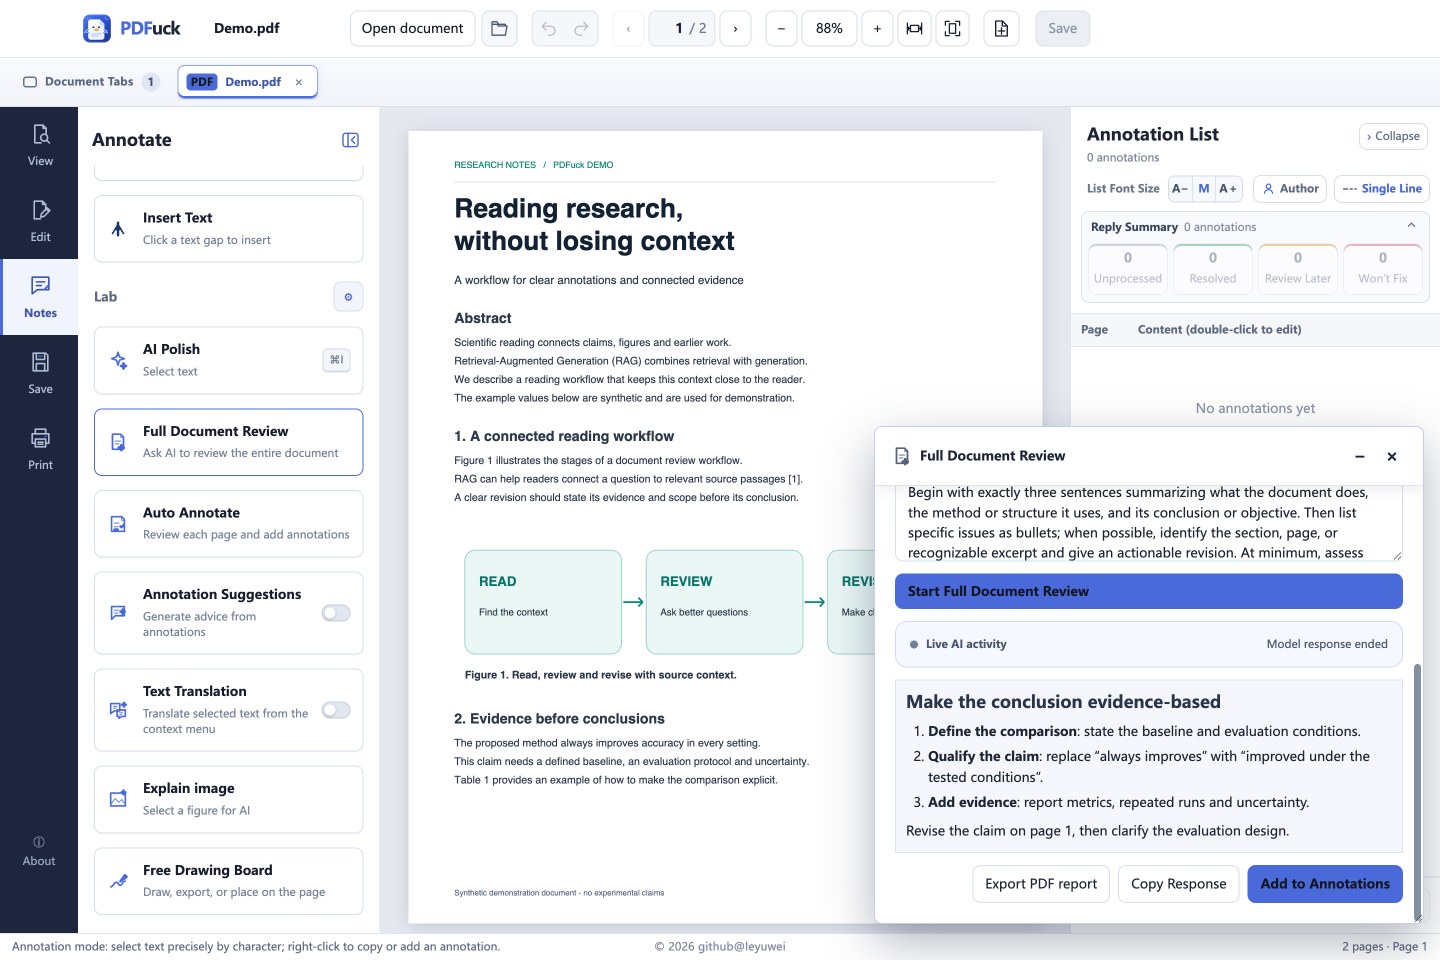 PDFuck
Demo.pdf
Open document
1 / 2
88%
Save
Document Tabs 1
PDF Demo.pdf ×
View
Edit
Notes
Save
Print
About
Annotate
Insert Text
Click a text gap to insert
Lab
AI Polish
Select text
⌘I
Full Document Review
Ask AI to review the entire document
Auto Annotate
Review each page and add annotations
Annotation Suggestions
Generate advice from
annotations
Text Translation
Translate selected text from the
context menu
Explain image
Select a figure for AI
Free Drawing Board
Draw, export, or place on the page
RESEARCH NOTES / PDFuck DEMO
Reading research,
without losing context
A workflow for clear annotations and connected evidence
Abstract
Scientific reading connects claims, figures and earlier work.
Retrieval-Augmented Generation (RAG) combines retrieval with generation.
We describe a reading workflow that keeps this context close to the reader.
The example values below are synthetic and are used for demonstration.
1. A connected reading workflow
Figure 1 illustrates the stages of a document review workflow.
RAG can help readers connect a question to relevant source passages [1].
A clear revision should state its evidence and scope before its conclusion.
READ
Find the context
REVIEW
Ask better questions
REVIS
Make cl
Figure 1. Read, review and revise with source context.
2. Evidence before conclusions
The proposed method always improves accuracy in every setting.
This claim needs a defined baseline, an evaluation protocol and uncertainty.
Table 1 provides an example of how to make the comparison explicit.
Synthetic demonstration document - no experimental claims
Annotation List
› Collapse
0 annotations
List Font Size A− M A+ Author Single Line
Reply Summary 0 annotations
0
Unprocessed
0
Resolved
0
Review Later
0
Won't Fix
Page Content (double-click to edit)
No annotations yet
Full Document Review
Begin with exactly three sentences summarizing what the document does,
the method or structure it uses, and its conclusion or objective. Then list
specific issues as bullets; when possible, identify the section, page, or
recognizable excerpt and give an actionable revision. At minimum, assess
Start Full Document Review
Live AI activity
Model response ended
Make the conclusion evidence-based
1. Define the comparison: state the baseline and evaluation conditions.
2. Qualify the claim: replace “always improves” with “improved under the
tested conditions”.
3. Add evidence: report metrics, repeated runs and uncertainty.
Revise the claim on page 1, then clarify the evaluation design.
Export PDF report
Copy Response
Add to Annotations
Annotation mode: select text precisely by character; right-click to copy or add an annotation.
© 2026 github@leyuwei
2 pages · Page 1